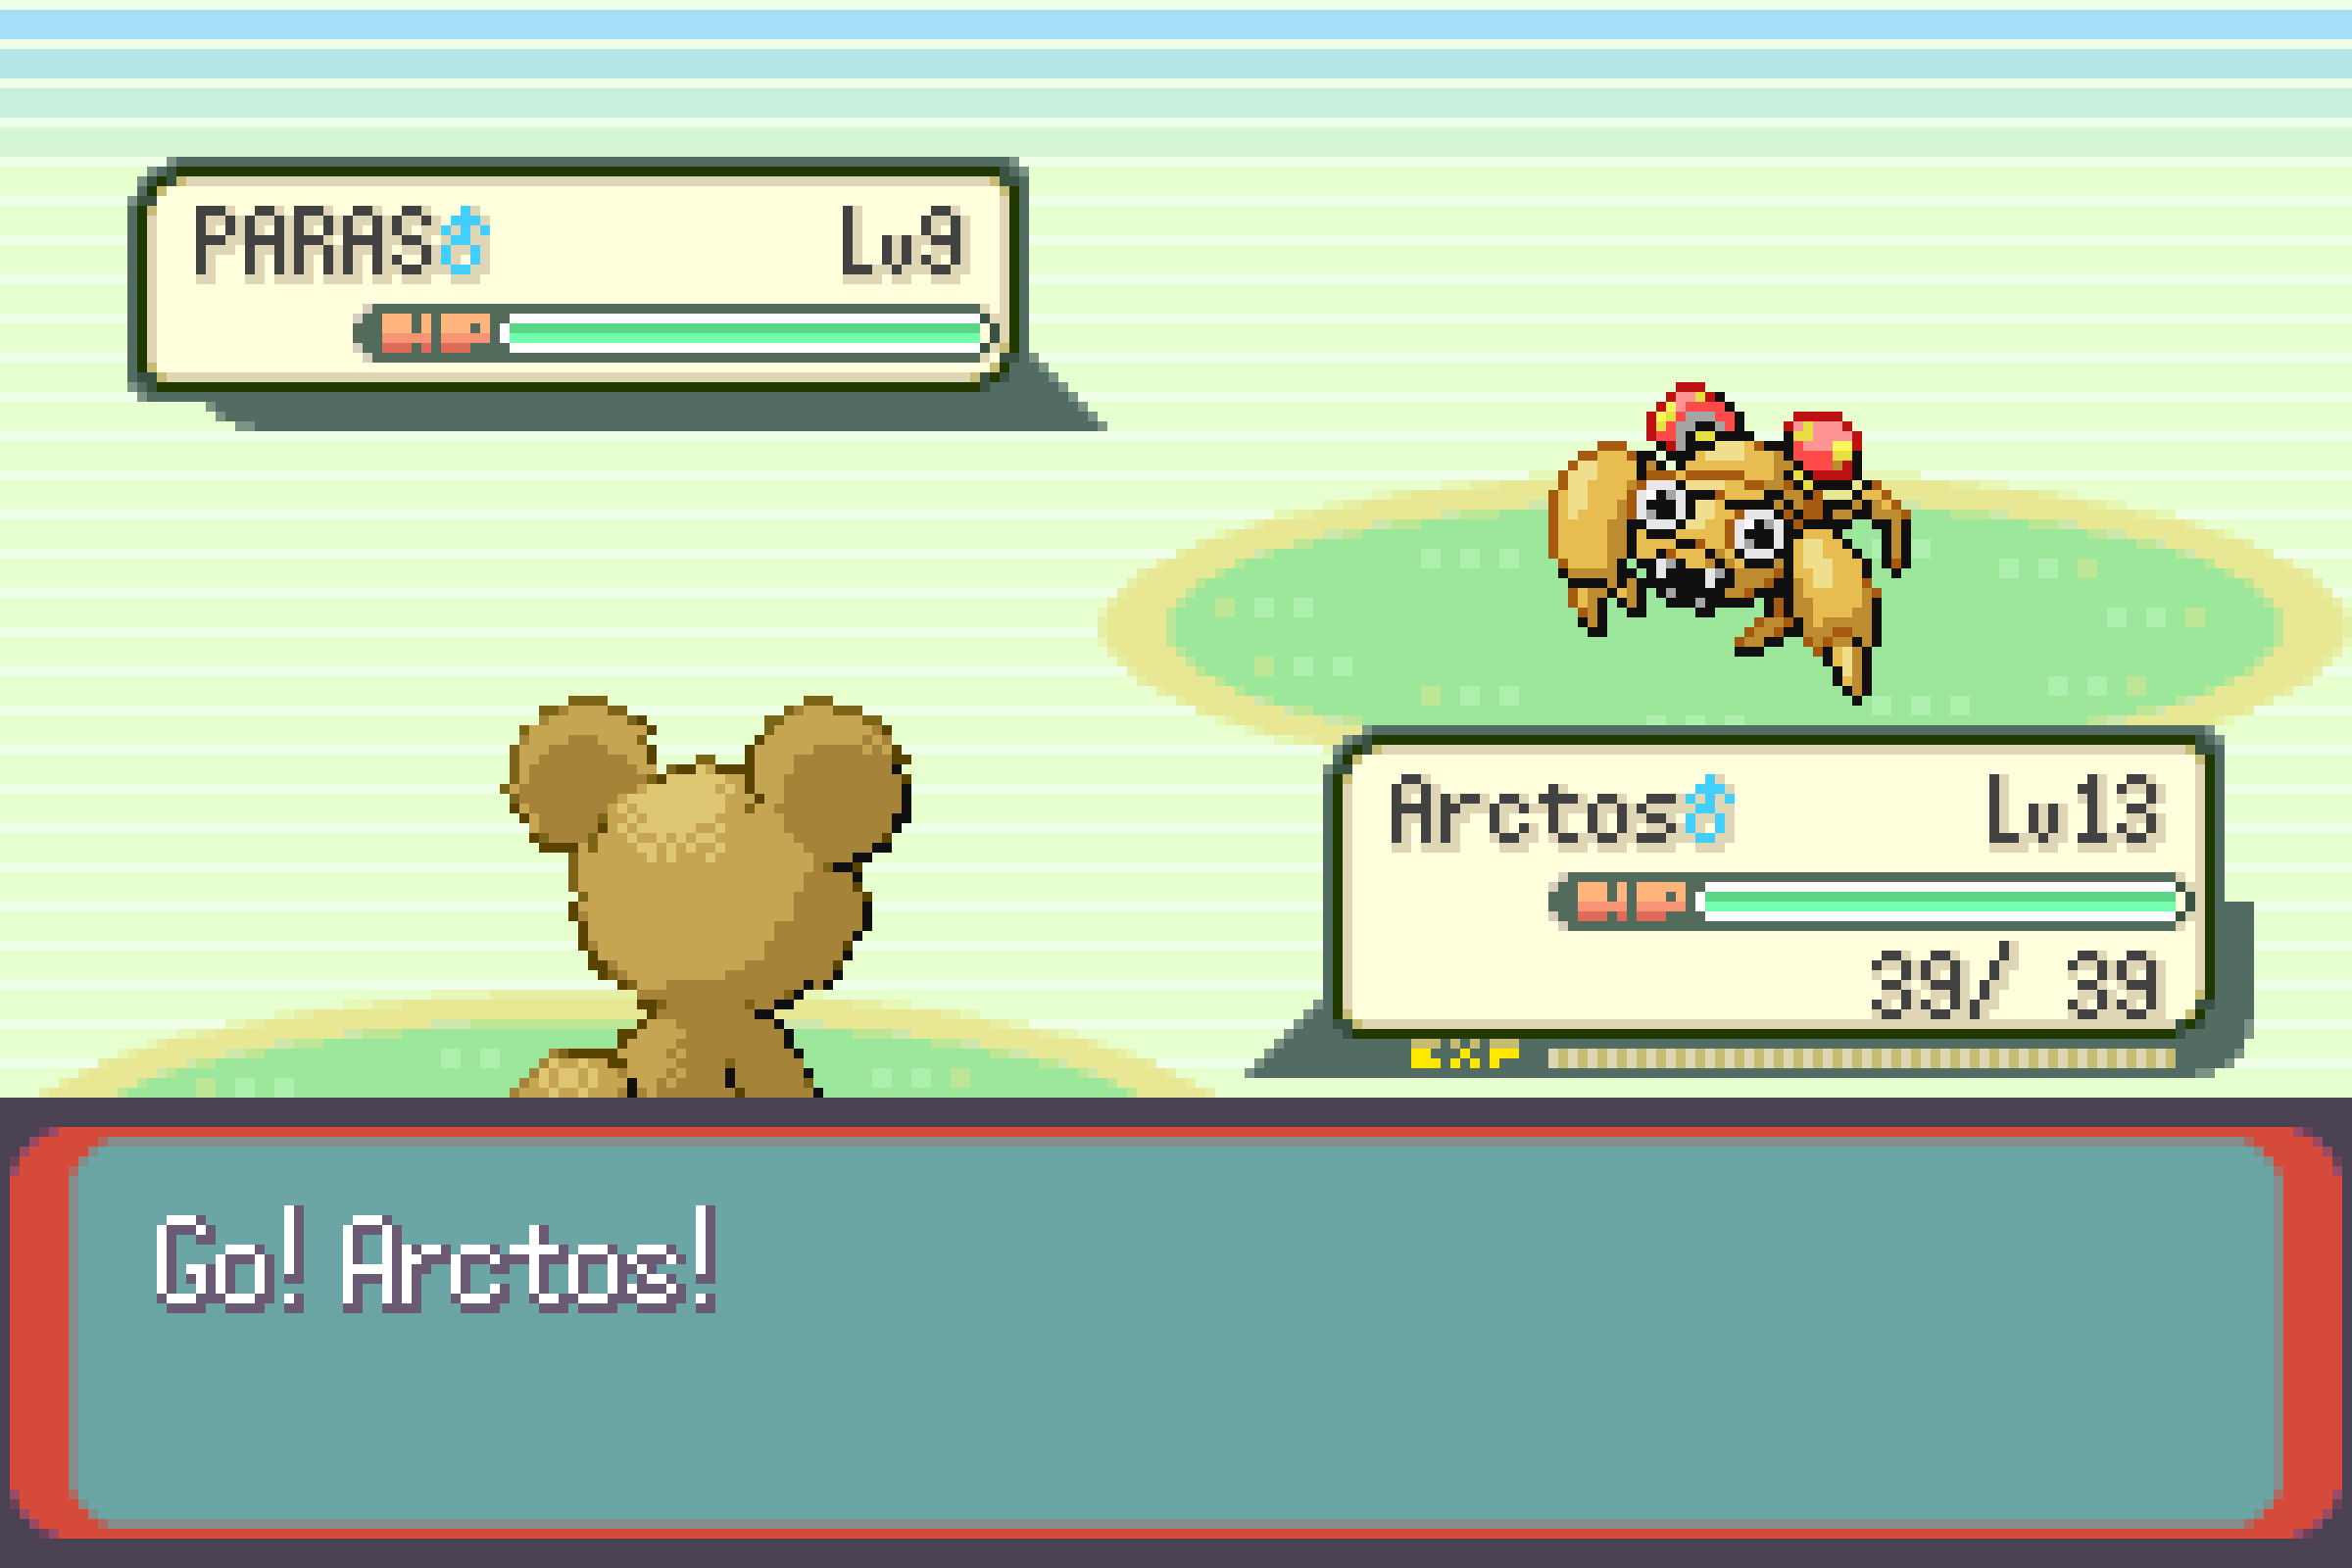 PARAS♂ Lv9
HP
Arctos♂ Lv13
HP
39/ 39
EXP
Go! Arctos!